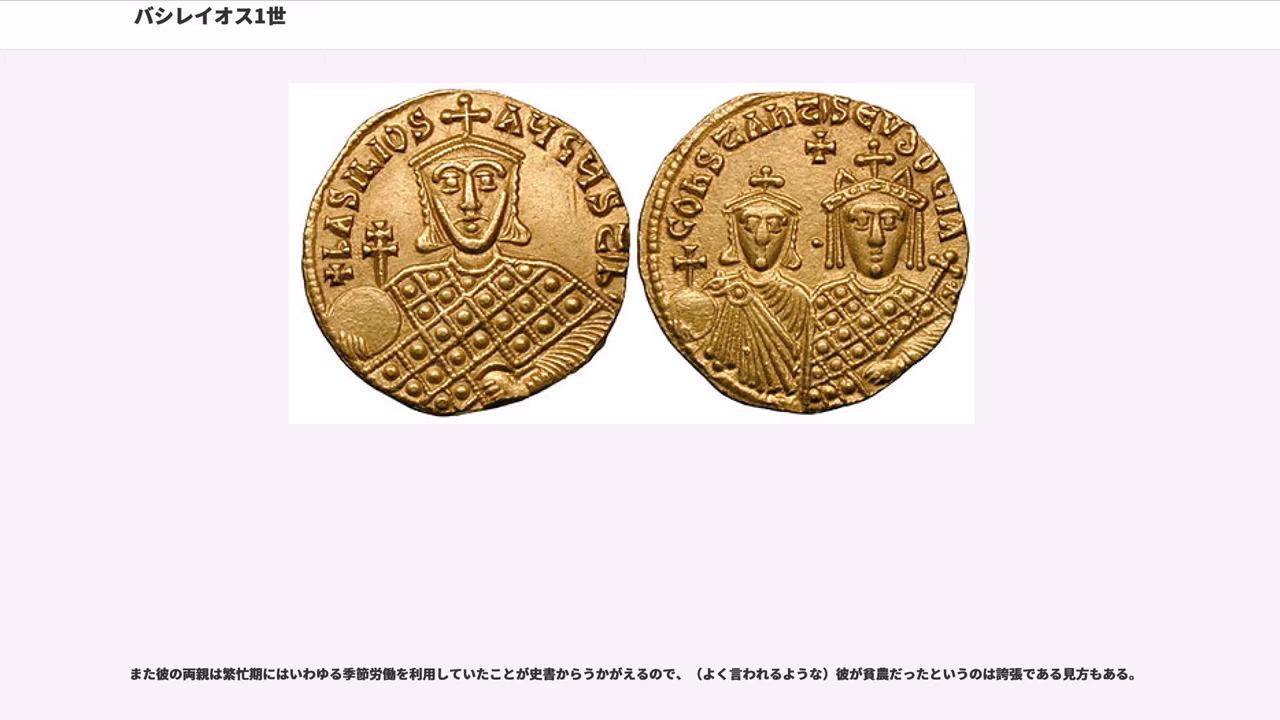 バシレイオス1世
また彼の両親は繁忙期にはいわゆる季節労働を利用していたことが史書からうかがえるので、（よく言われるような）彼が貧農だったというのは誇張である見方もある。